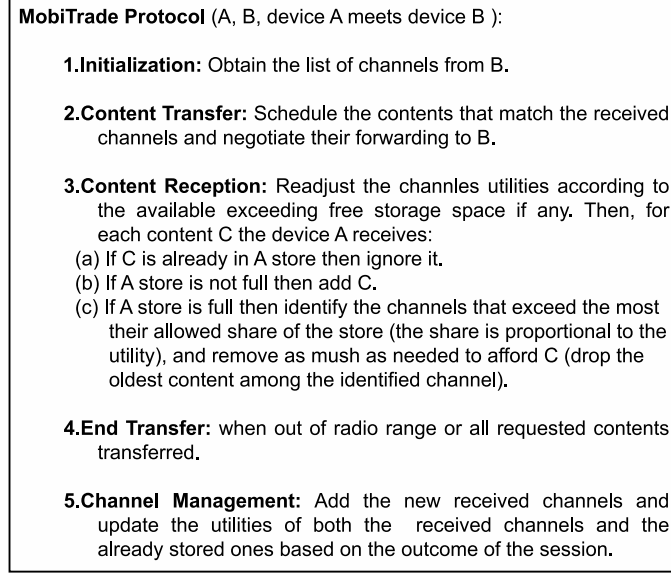 MobiTrade Protocol (A, B, device A meets device B ):
1.Initialization: Obtain the list of channels from B.
2.Content Transfer: Schedule the contents that match the received
channels and negotiate their forwarding to B.
3.Content Reception: Readjust the channles utilities according to
the available exceeding free storage space if any. Then, for
each content C the device A receives:
(a) If C is already in A store then ignore it.
(b) If A store is not full then add C.
(c) If A store is full then identify the channels that exceed the most
their allowed share of the store (the share is proportional to the
utility), and remove as mush as needed to afford C (drop the
oldest content among the identified channel).
4.End Transfer: when out of radio range or all requested contents
transferred.
5.Channel Management: Add the new received channels and
update the utilities of both the received channels and the
already stored ones based on the outcome of the session.